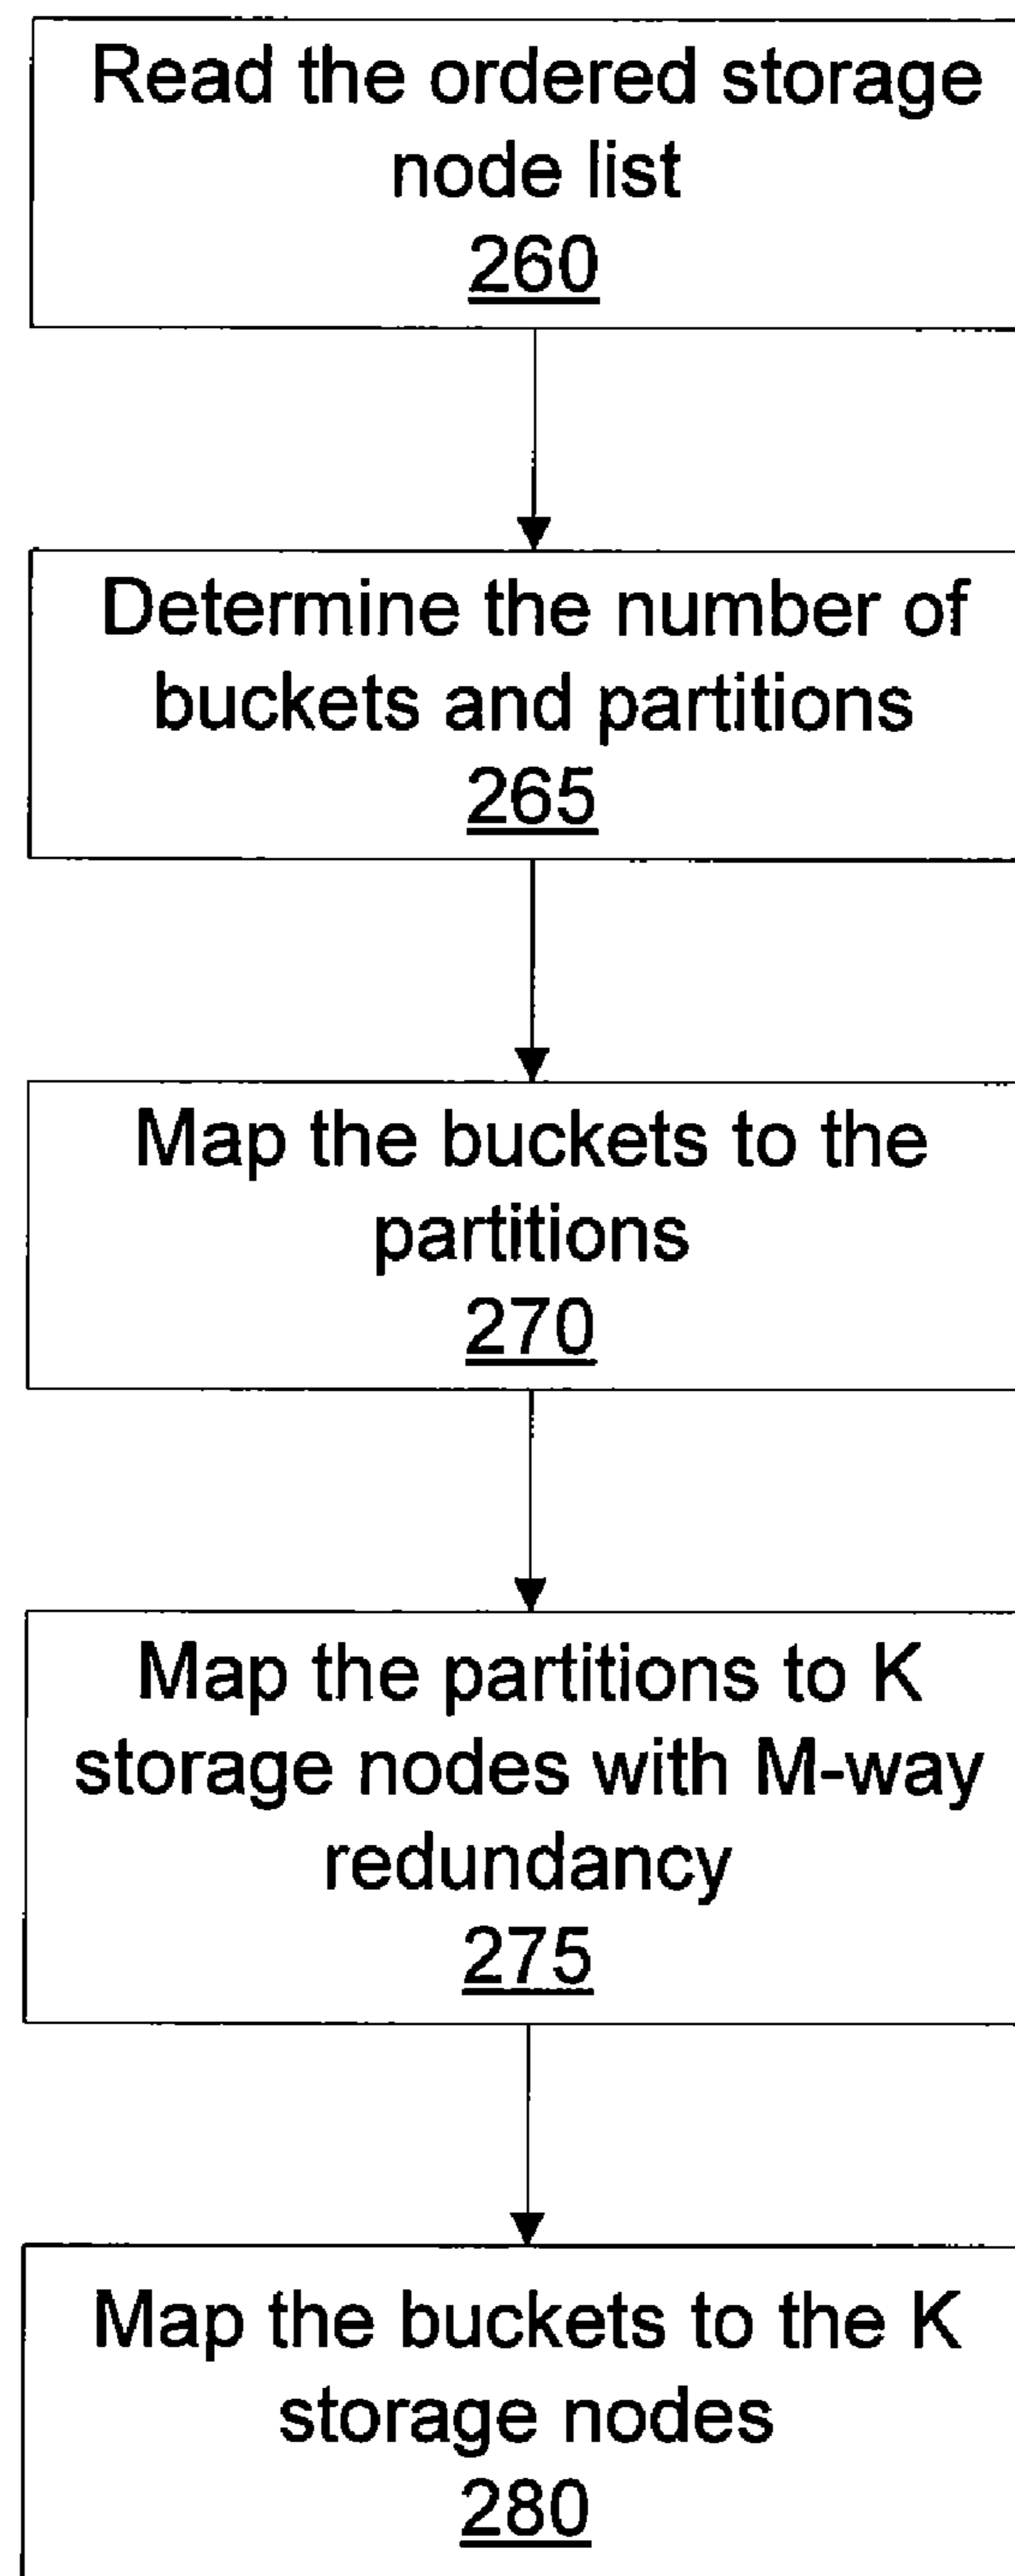 Read the ordered storage
node list
260
Determine the number of
buckets and partitions
265
Map the buckets to the
partitions
270
Map the partitions to K
storage nodes with M-way
redundancy
275
Map the buckets to the K
storage nodes
280